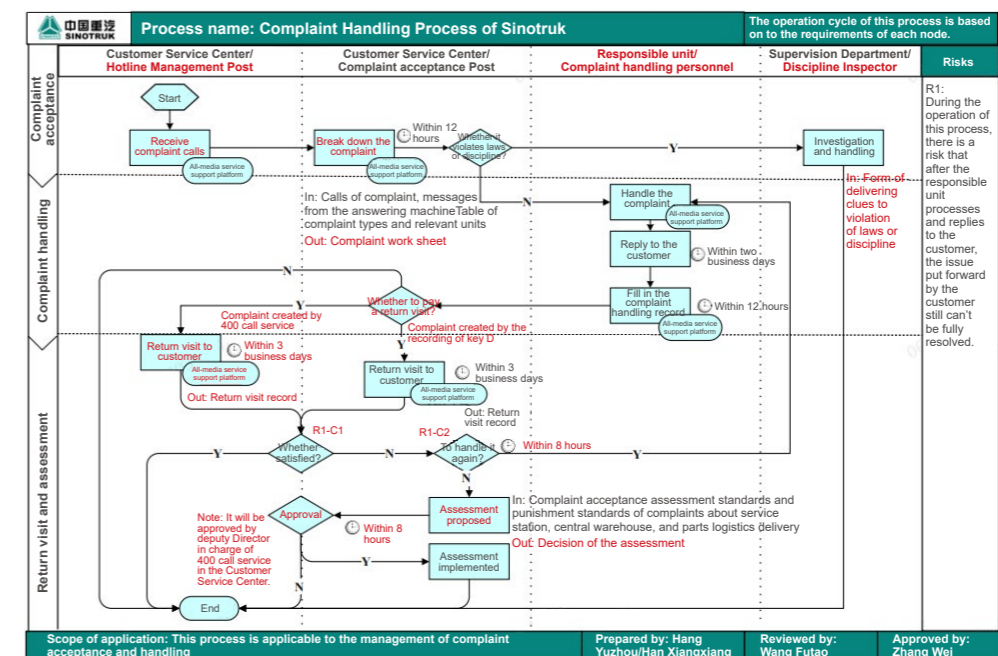 中国重汽
SINOTRUK
Process name: Complaint Handling Process of Sinotruk
The operation cycle of this process is based
on to the requirements of each node.
Customer Service Center/
Hotline Management Post
Customer Service Center/
Complaint acceptance Post
Responsible unit/
Complaint handling personnel
Supervision Department/
Discipline Inspector
Risks
Complaint
acceptance
Start
Receive
complaint calls
All-media service
support platform
Break down the
complaint
All-media service
support platform
Within 12
hours
Whether it
violates laws
or discipline?
Y
Investigation
and handling
In: Form of
delivering
clues to
violation
of laws or
discipline
R1:
During the
operation of
this process,
there is a
risk that
after the
responsible
unit
processes
and replies
to the
customer,
the issue
put forward
by the
customer
still can't
be fully
resolved.
Complaint handling
In: Calls of complaint, messages
from the answering machineTable of
complaint types and relevant units
Out: Complaint work sheet
N
Handle the
complaint
All-media service
support platform
Reply to the
customer
Within two
business days
Fill in the
complaint
handling record
Within 12 hours
All-media service
support platform
N
Whether to pay
a return visit?
Y
Complaint created by
400 call service
Complaint created by the
recording of key D
Y
Return visit and assessment
Return visit to
customer
Within 3
business days
All-media service
support platform
Out: Return visit record
Return visit to
customer
Within 3
business days
All-media service
support platform
Out: Return
visit record
R1-C1
Whether
satisfied?
Y
N
R1-C2
To handle it
again?
Within 8 hours
Y
N
Assessment
proposed
In: Complaint acceptance assessment standards and
punishment standards of complaints about service
station, central warehouse, and parts logistics delivery
Out: Decision of the assessment
Approval
Within 8
hours
Note: It will be
approved by
deputy Director
in charge of
400 call service
in the Customer
Service Center.
Y
Assessment
implemented
N
End
Scope of application: This process is applicable to the management of complaint
acceptance and handling
Prepared by: Hang
Yuzhou/Han Xiangxiang
Reviewed by:
Wang Futao
Approved by:
Zhang Wei